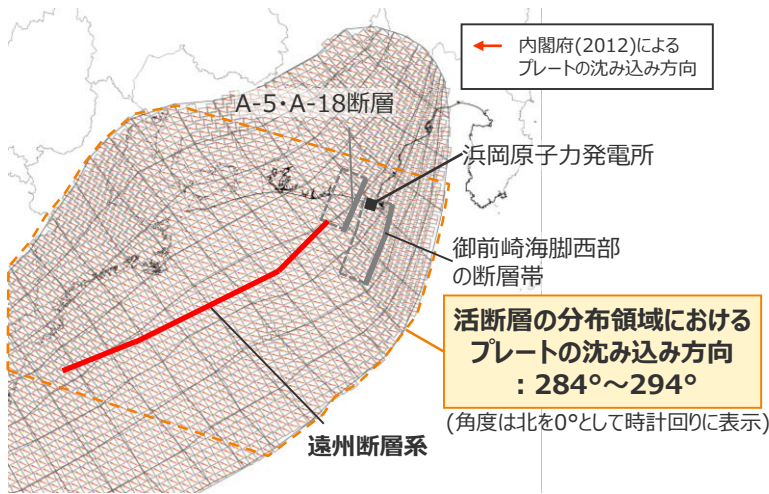 内閣府(2012)による
プレートの沈み込み方向
A-5・A-18断層
浜岡原子力発電所
御前崎海脚西部
の断層帯
活断層の分布領域における
プレートの沈み込み方向
：284°～294°
(角度は北を0°として時計回りに表示)
遠州断層系